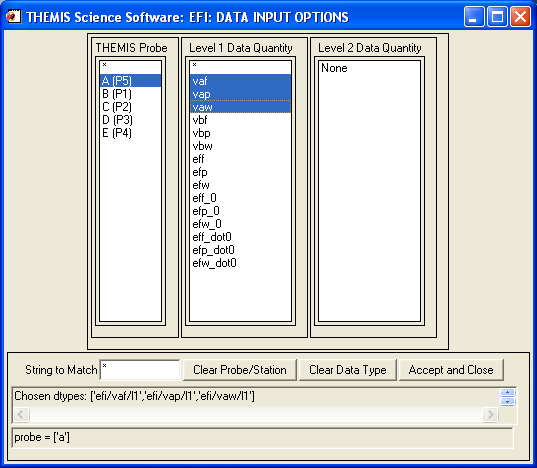 THEMIS Science Software: EFI: DATA INPUT OPTIONS
THEMIS Probe
*
A (P5)
B (P1)
C (P2)
D (P3)
E (P4)
Level 1 Data Quantity
*
vaf
vap
vaw
vbf
vbp
vbw
eff
efp
efw
eff_0
efp_0
efw_0
eff_dot0
efp_dot0
efw_dot0
Level 2 Data Quantity
None
String to Match * Clear Probe/Station Clear Data Type Accept and Close
Chosen dtypes: ['efi/vaf/l1','efi/vap/l1','efi/vaw/l1']
probe = ['a']